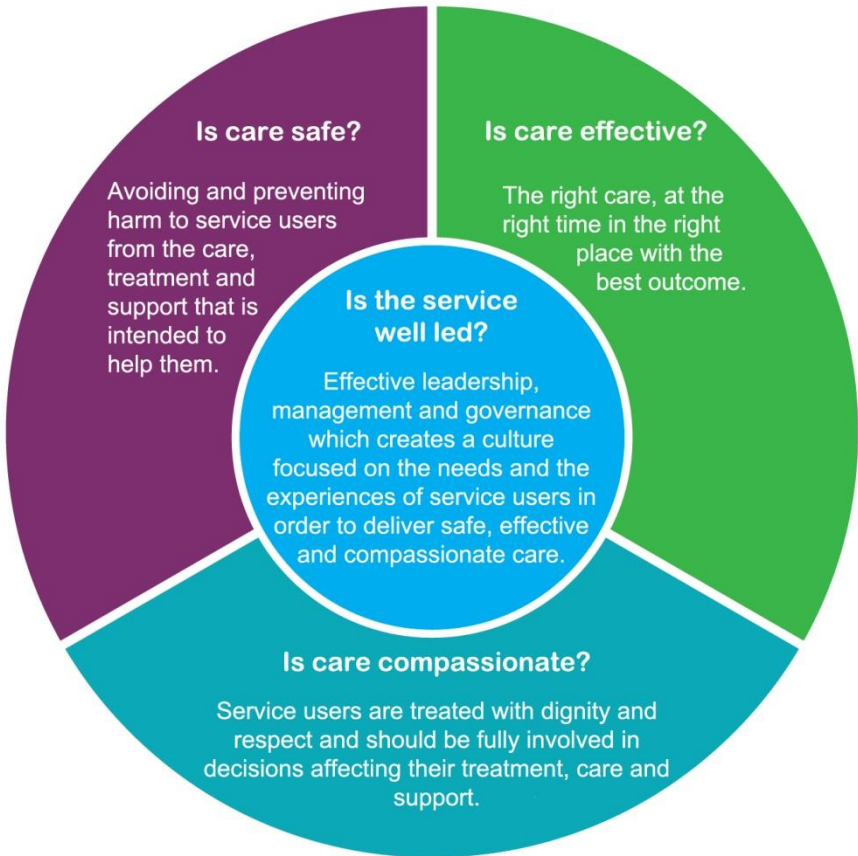 Is care safe?
Avoiding and preventing
harm to service users
from the care,
treatment and
support that is
intended to
help them.
Is care effective?
The right care, at the
right time in the right
place with the
best outcome.
Is the service
well led?
Effective leadership,
management and governance
which creates a culture
focused on the needs and the
experiences of service users in
order to deliver safe, effective
and compassionate care.
Is care compassionate?
Service users are treated with dignity and
respect and should be fully involved in
decisions affecting their treatment, care and
support.